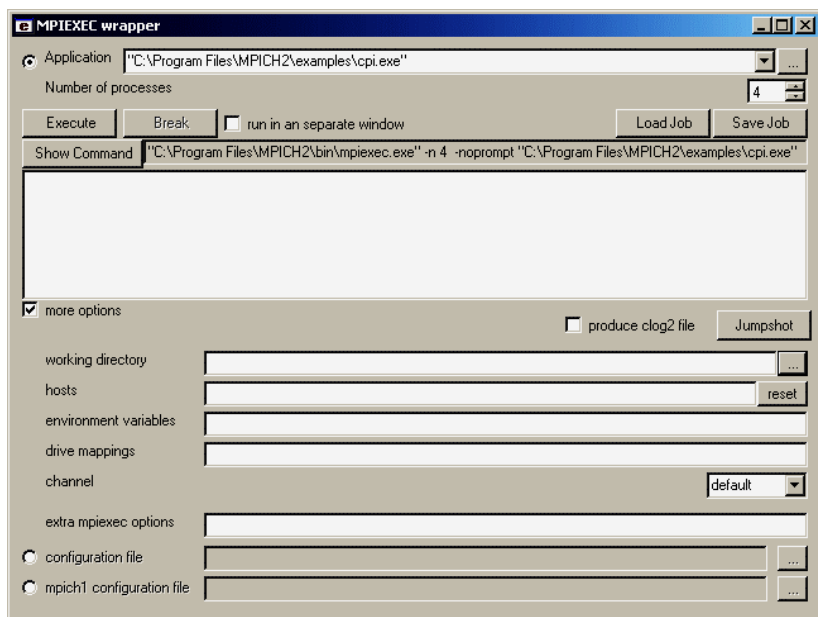 e MPIEXEC wrapper
Application "C:\Program Files\MPICH2\examples\cpi.exe" ...
Number of processes 4
Execute Break run in an separate window Load Job Save Job
Show Command "C:\Program Files\MPICH2\bin\mpiexec.exe" -n 4 -noprompt "C:\Program Files\MPICH2\examples\cpi.exe"
more options
produce clog2 file Jumpshot
working directory ...
hosts reset
environment variables
drive mappings
channel default
extra mpiexec options
configuration file ...
mpich1 configuration file ...